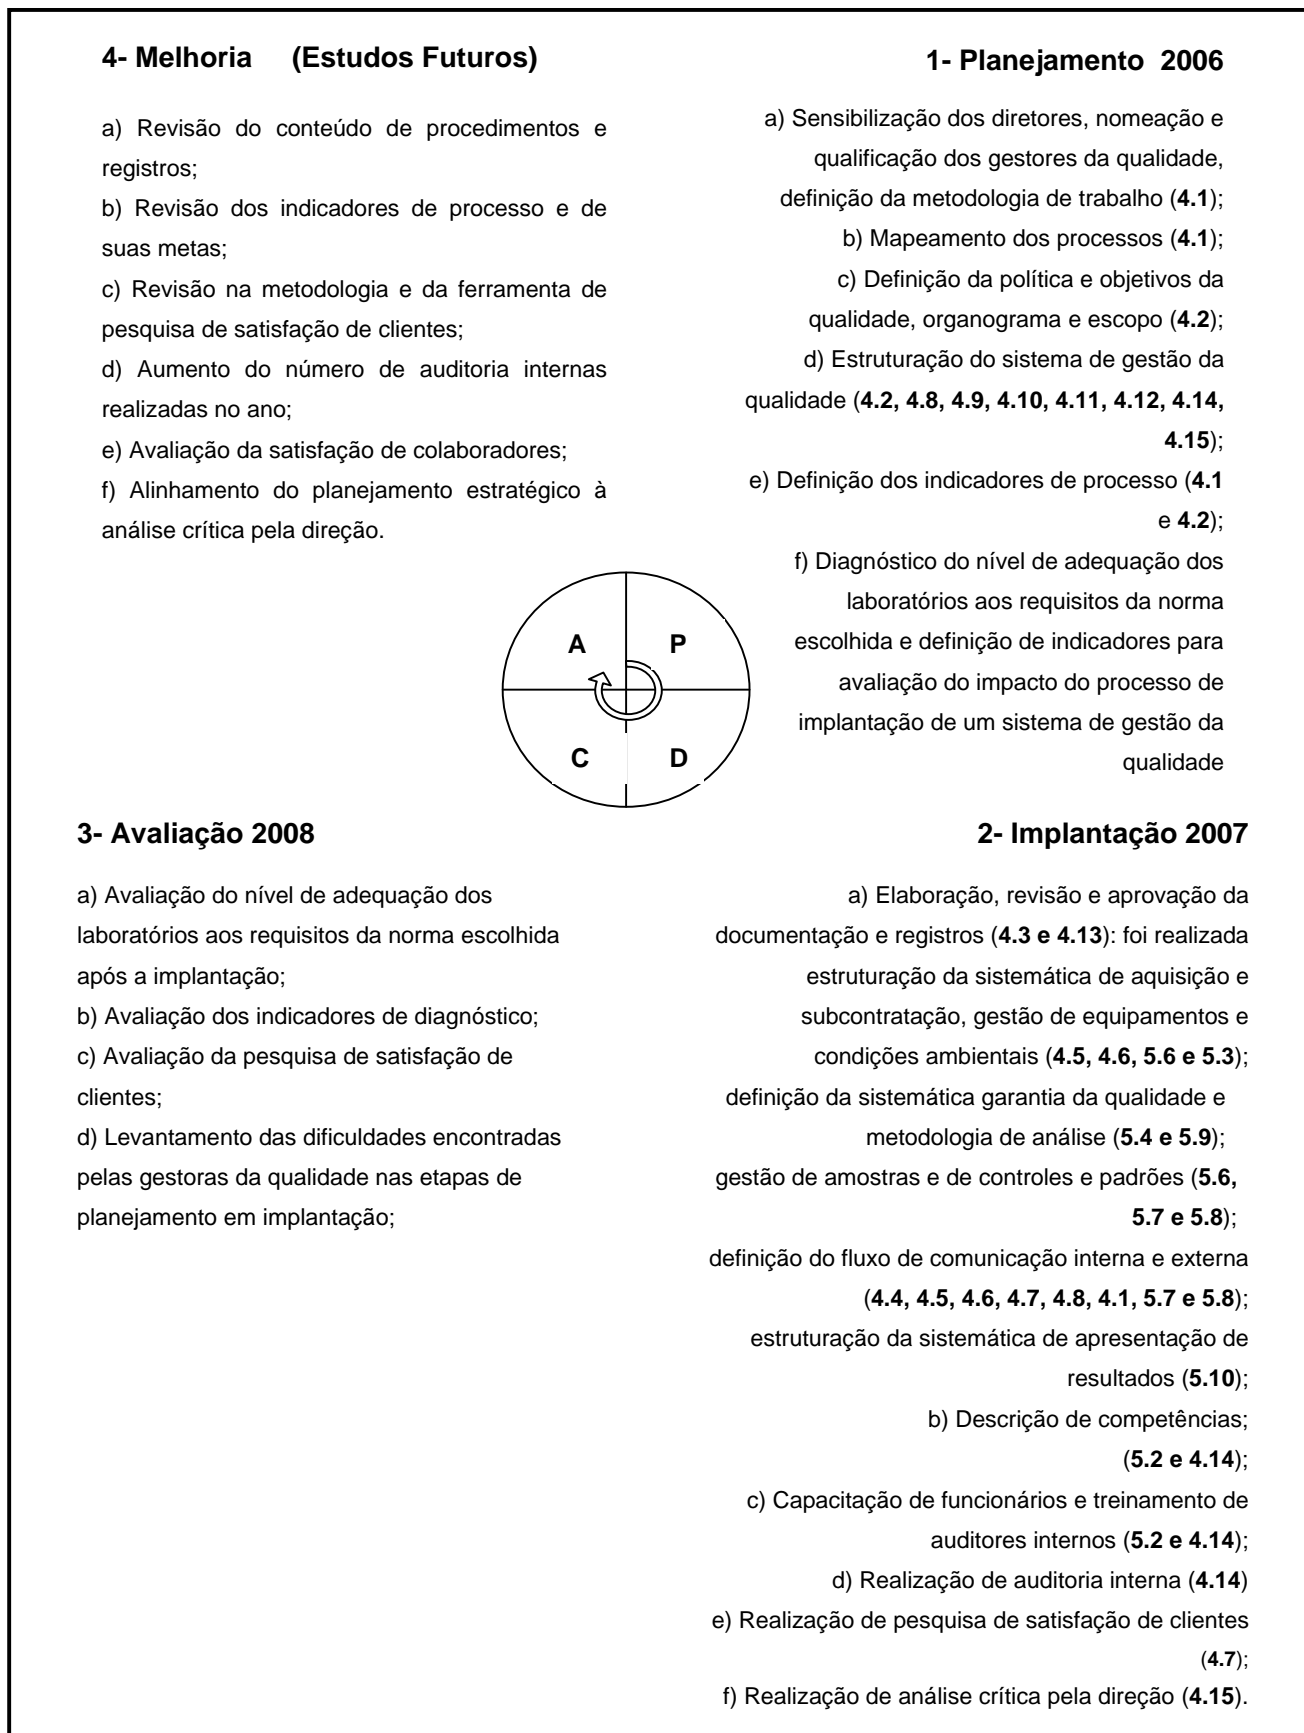 4- Melhoria (Estudos Futuros)
a) Revisão do conteúdo de procedimentos e
registros;
b) Revisão dos indicadores de processo e de
suas metas;
c) Revisão na metodologia e da ferramenta de
pesquisa de satisfação de clientes;
d) Aumento do número de auditoria internas
realizadas no ano;
e) Avaliação da satisfação de colaboradores;
f) Alinhamento do planejamento estratégico à
análise crítica pela direção.
1- Planejamento 2006
a) Sensibilização dos diretores, nomeação e
qualificação dos gestores da qualidade,
definição da metodologia de trabalho (4.1);
b) Mapeamento dos processos (4.1);
c) Definição da política e objetivos da
qualidade, organograma e escopo (4.2);
d) Estruturação do sistema de gestão da
qualidade (4.2, 4.8, 4.9, 4.10, 4.11, 4.12, 4.14,
4.15);
e) Definição dos indicadores de processo (4.1
e 4.2);
f) Diagnóstico do nível de adequação dos
laboratórios aos requisitos da norma
escolhida e definição de indicadores para
avaliação do impacto do processo de
implantação de um sistema de gestão da
qualidade
A P
C D
3- Avaliação 2008
a) Avaliação do nível de adequação dos
laboratórios aos requisitos da norma escolhida
após a implantação;
b) Avaliação dos indicadores de diagnóstico;
c) Avaliação da pesquisa de satisfação de
clientes;
d) Levantamento das dificuldades encontradas
pelas gestoras da qualidade nas etapas de
planejamento em implantação;
2- Implantação 2007
a) Elaboração, revisão e aprovação da
documentação e registros (4.3 e 4.13): foi realizada
estruturação da sistemática de aquisição e
subcontratação, gestão de equipamentos e
condições ambientais (4.5, 4.6, 5.6 e 5.3);
definição da sistemática garantia da qualidade e
metodologia de análise (5.4 e 5.9);
gestão de amostras e de controles e padrões (5.6,
5.7 e 5.8);
definição do fluxo de comunicação interna e externa
(4.4, 4.5, 4.6, 4.7, 4.8, 4.1, 5.7 e 5.8);
estruturação da sistemática de apresentação de
resultados (5.10);
b) Descrição de competências;
(5.2 e 4.14);
c) Capacitação de funcionários e treinamento de
auditores internos (5.2 e 4.14);
d) Realização de auditoria interna (4.14)
e) Realização de pesquisa de satisfação de clientes
(4.7);
f) Realização de análise crítica pela direção (4.15).